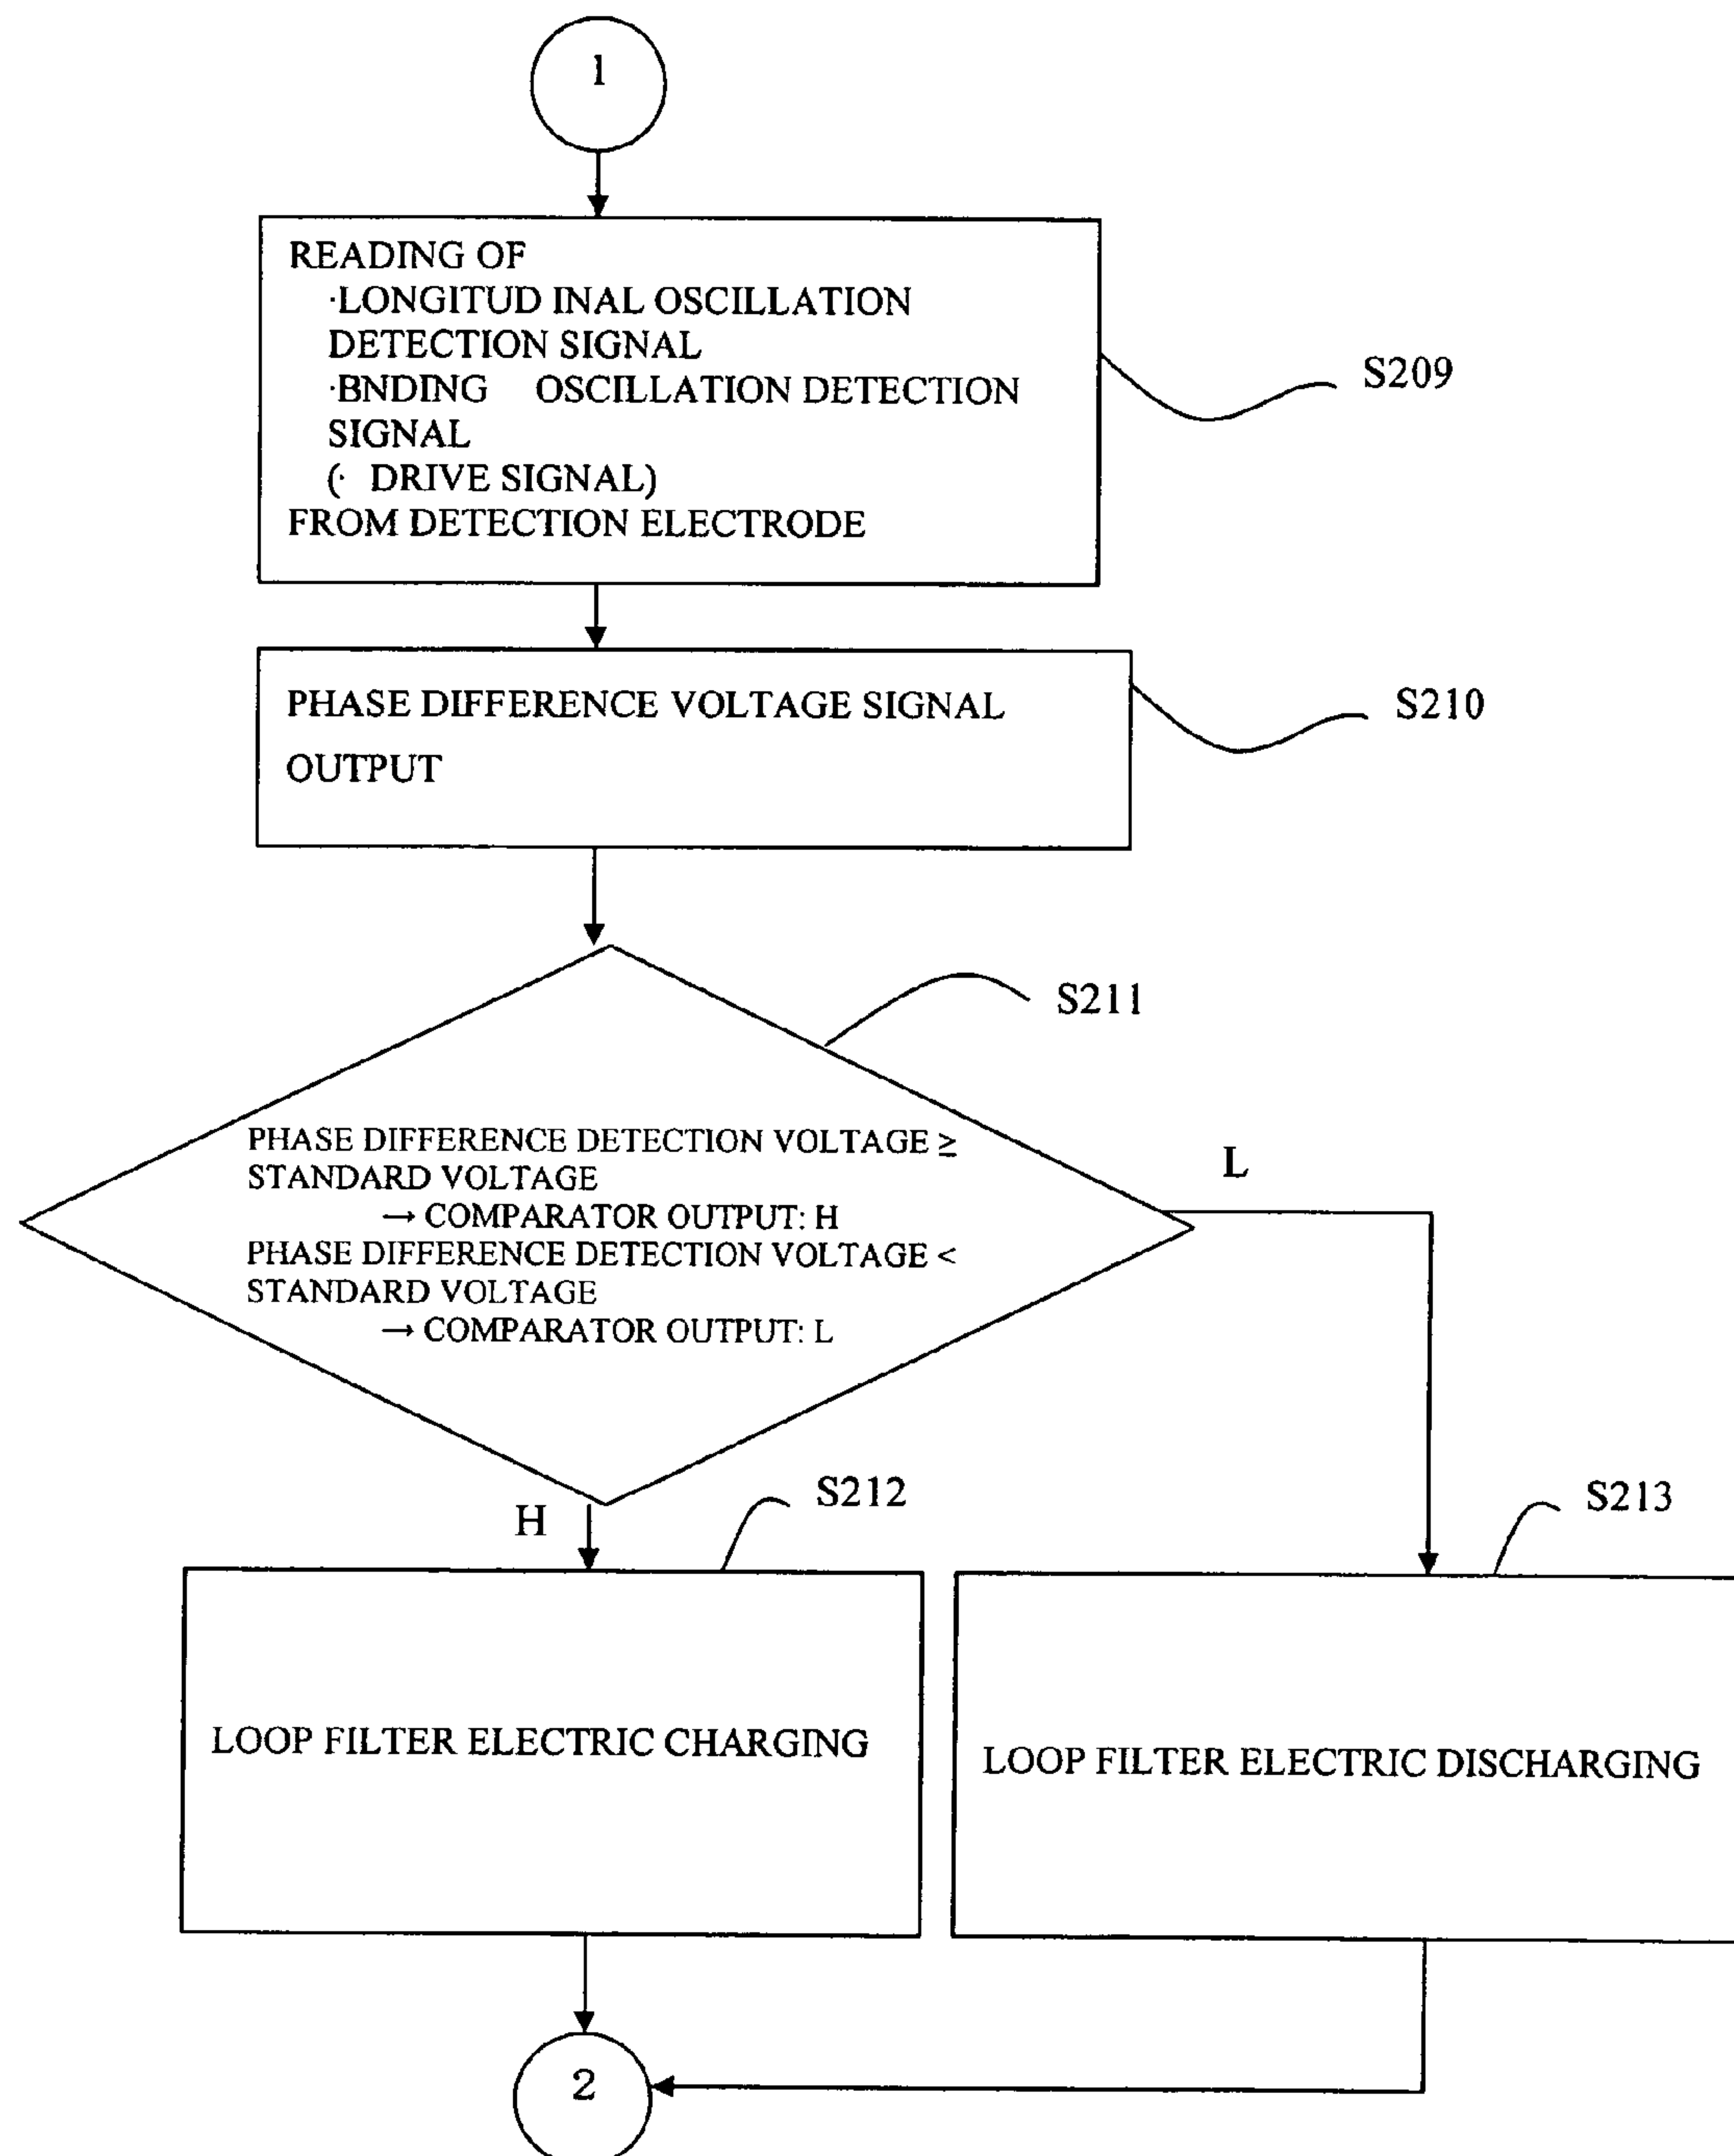 1
READING OF
·LONGITUD INAL OSCILLATION
DETECTION SIGNAL
·BNDING OSCILLATION DETECTION
SIGNAL
(· DRIVE SIGNAL)
FROM DETECTION ELECTRODE
S209
PHASE DIFFERENCE VOLTAGE SIGNAL
OUTPUT
S210
S211
PHASE DIFFERENCE DETECTION VOLTAGE ≥
STANDARD VOLTAGE
→ COMPARATOR OUTPUT: H
PHASE DIFFERENCE DETECTION VOLTAGE <
STANDARD VOLTAGE
→ COMPARATOR OUTPUT: L
L
H
S212
S213
LOOP FILTER ELECTRIC CHARGING
LOOP FILTER ELECTRIC DISCHARGING
2